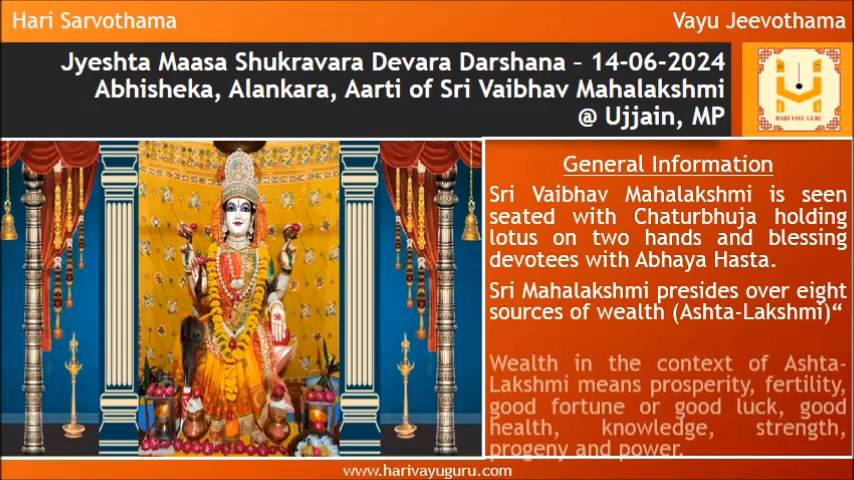 Hari Sarvothama
Vayu Jeevothama
Jyeshta Maasa Shukravara Devara Darshana – 14-06-2024
Abhisheka, Alankara, Aarti of Sri Vaibhav Mahalakshmi
@ Ujjain, MP
HARI VAYU GURU
General Information
Sri Vaibhav Mahalakshmi is seen
seated with Chaturbhuja holding
lotus on two hands and blessing
devotees with Abhaya Hasta.
Sri Mahalakshmi presides over eight
sources of wealth (Ashta-Lakshmi)“
Wealth in the context of Ashta-
Lakshmi means prosperity, fertility,
good fortune or good luck, good
health, knowledge, strength,
progeny and power.
www.harivayuguru.com